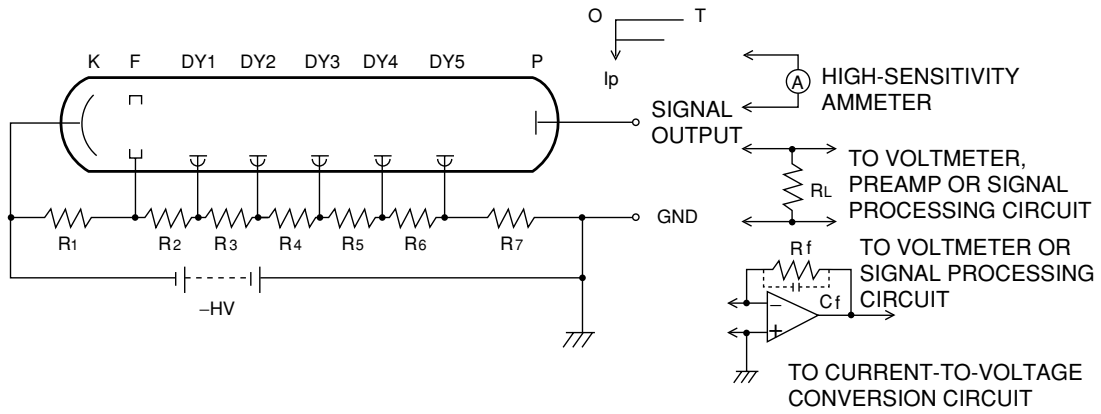 O T
Ip
K F DY1 DY2 DY3 DY4 DY5 P
SIGNAL
OUTPUT
A
HIGH-SENSITIVITY
AMMETER
RL
TO VOLTMETER,
PREAMP OR SIGNAL
PROCESSING CIRCUIT
GND
R1 R2 R3 R4 R5 R6 R7
−HV
Rf
Cf
−
+
TO VOLTMETER OR
SIGNAL PROCESSING
CIRCUIT
TO CURRENT-TO-VOLTAGE
CONVERSION CIRCUIT